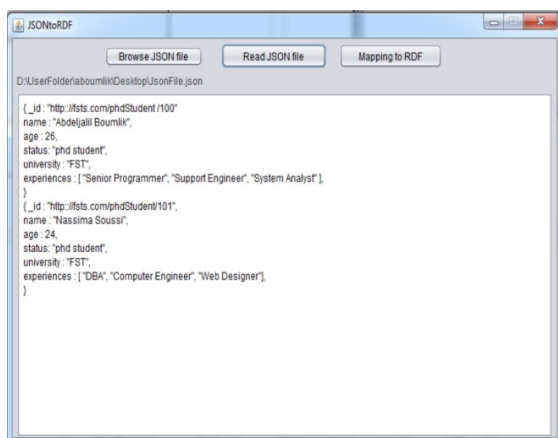 JSONtoRDF
Browse JSON file Read JSON file Mapping to RDF
D:\UserFolder\aboumlik\Desktop\JsonFile.json
{ _id : "http://fsts.com/phdStudent /100"
name : "Abdeljalil Boumlik",
age : 26,
status: "phd student",
university : "FST",
experiences : [ "Senior Programmer", "Support Engineer", "System Analyst" ],
}
{ _id : "http://fsts.com/phdStudent/101",
name : "Nassima Soussi",
age : 24,
status: "phd student",
university : "FST",
experiences : [ "DBA", "Computer Engineer", "Web Designer"],
}